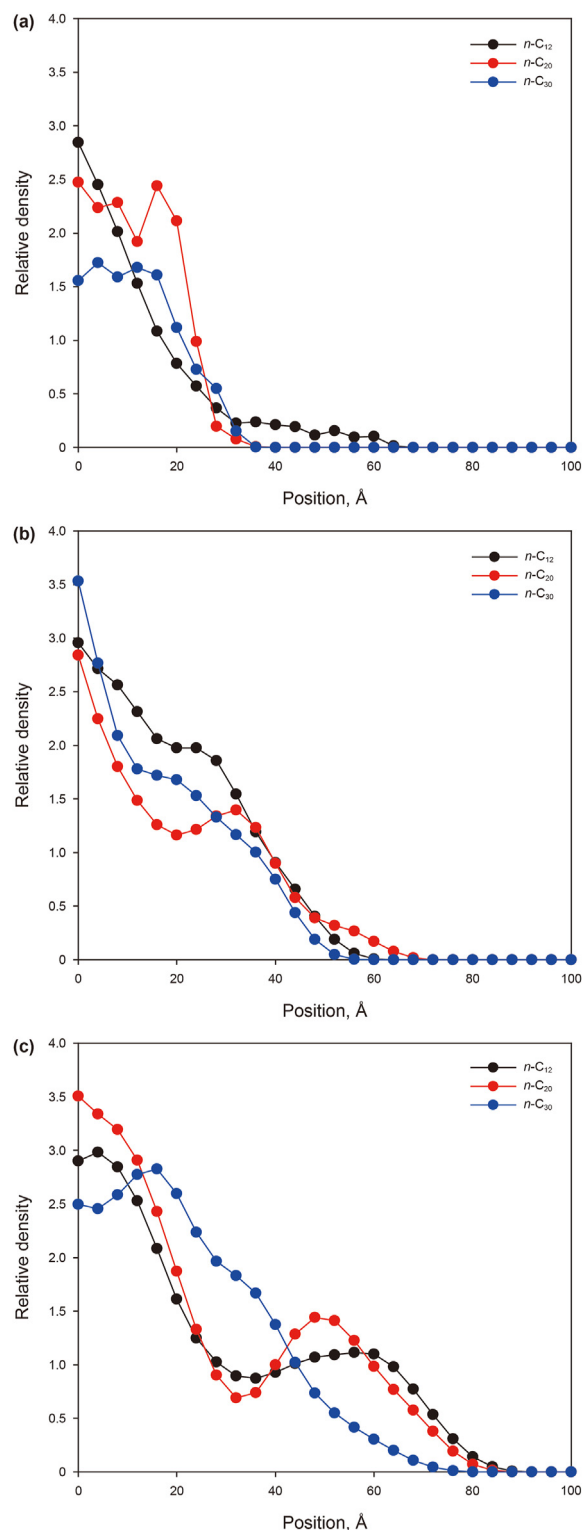 (a)
4.0
3.5
3.0
2.5
2.0
1.5
1.0
0.5
0
Relative density
n-C₁₂
n-C₂₀
n-C₃₀
0 20 40 60 80 100
Position, Å
(b)
4.0
3.5
3.0
2.5
2.0
1.5
1.0
0.5
0
Relative density
n-C₁₂
n-C₂₀
n-C₃₀
0 20 40 60 80 100
Position, Å
(c)
4.0
3.5
3.0
2.5
2.0
1.5
1.0
0.5
0
Relative density
n-C₁₂
n-C₂₀
n-C₃₀
0 20 40 60 80 100
Position, Å